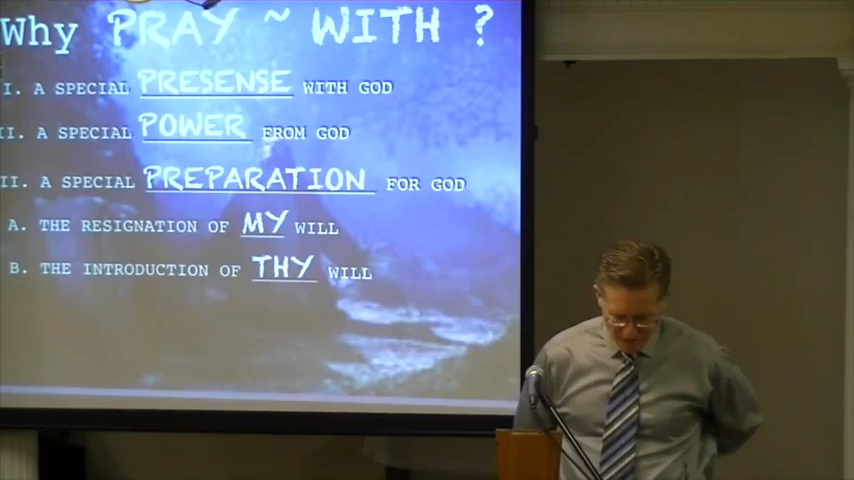 Why PRAY ~ WITH ?
I. A SPECIAL PRESENSE WITH GOD
II. A SPECIAL POWER FROM GOD
II. A SPECIAL PREPARATION FOR GOD
A. THE RESIGNATION OF MY WILL
B. THE INTRODUCTION OF THY WILL